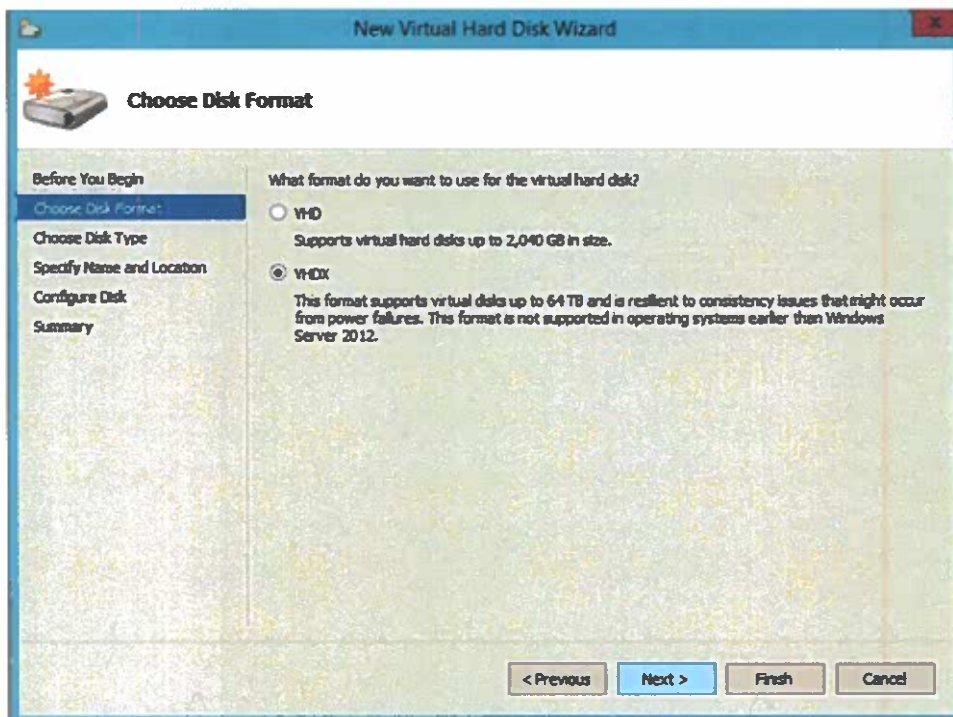 New Virtual Hard Disk Wizard
x
Choose Disk Format
Before You Begin
Choose Disk Format
Choose Disk Type
Specify Name and Location
Configure Disk
Summary
What format do you want to use for the virtual hard disk?
VHD
Supports virtual hard disks up to 2,040 GB in size.
VHDX
This format supports virtual disks up to 64 TB and is resilient to consistency issues that might occur
from power failures. This format is not supported in operating systems earlier than Windows
Server 2012.
< Previous
Next >
Finish
Cancel